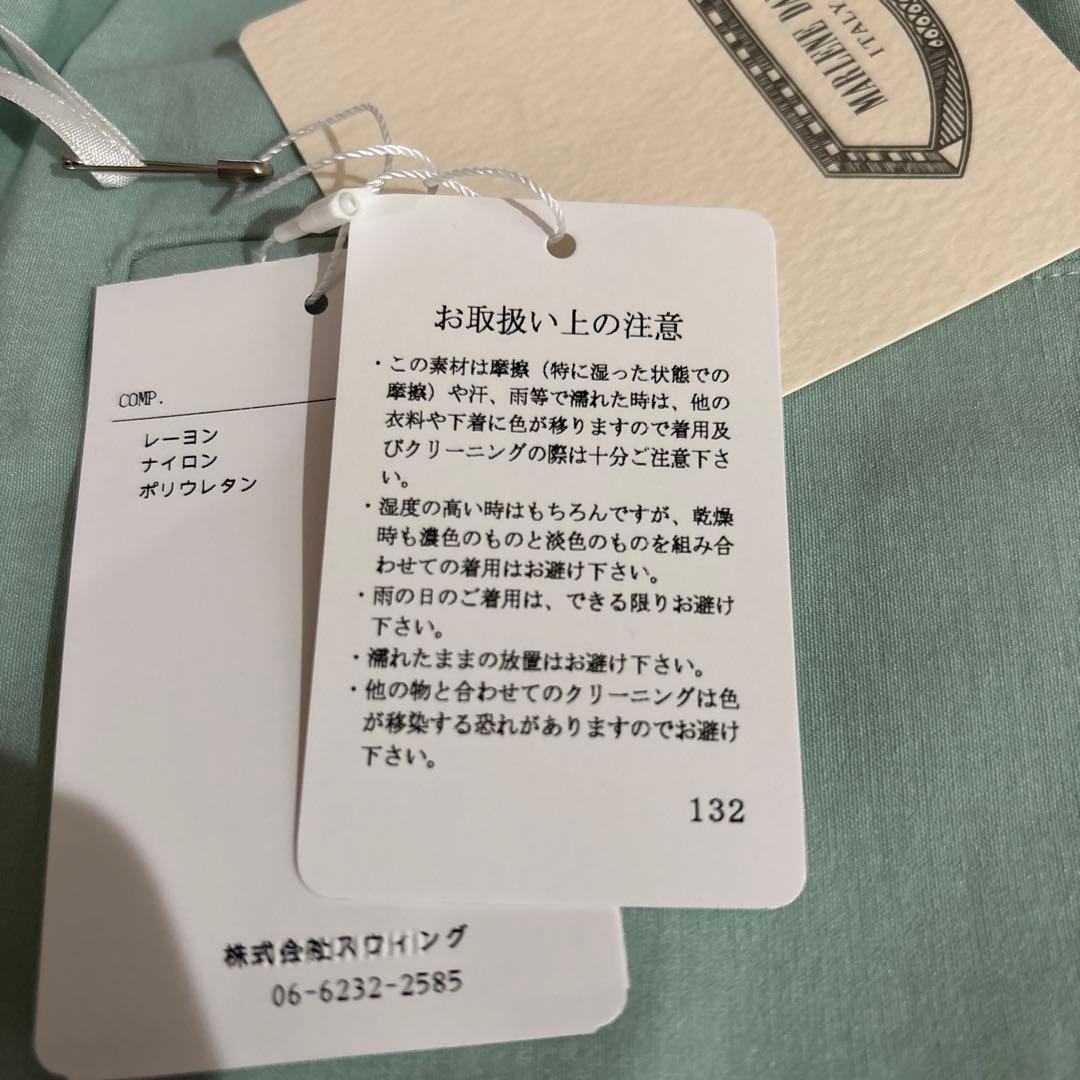 MARLENE
ITALY
お取扱い上の注意
・この素材は摩擦（特に湿った状態での
摩擦）や汗、雨等で濡れた時は、他の
衣料や下着に色が移りますので着用及
びクリーニングの際は十分ご注意下さ
い。
・湿度の高い時はもちろんですが、乾燥
時も濃色のものと淡色のものを組み合
わせての着用はお避け下さい。
・雨の日のご着用は、できる限りお避け
下さい。
・濡れたままの放置はお避け下さい。
・他の物と合わせてのクリーニングは色
が移染する恐れがありますのでお避け
下さい。
132
COMP.
レーヨン
ナイロン
ポリウレタン
株式会社スウィング
06-6232-2585